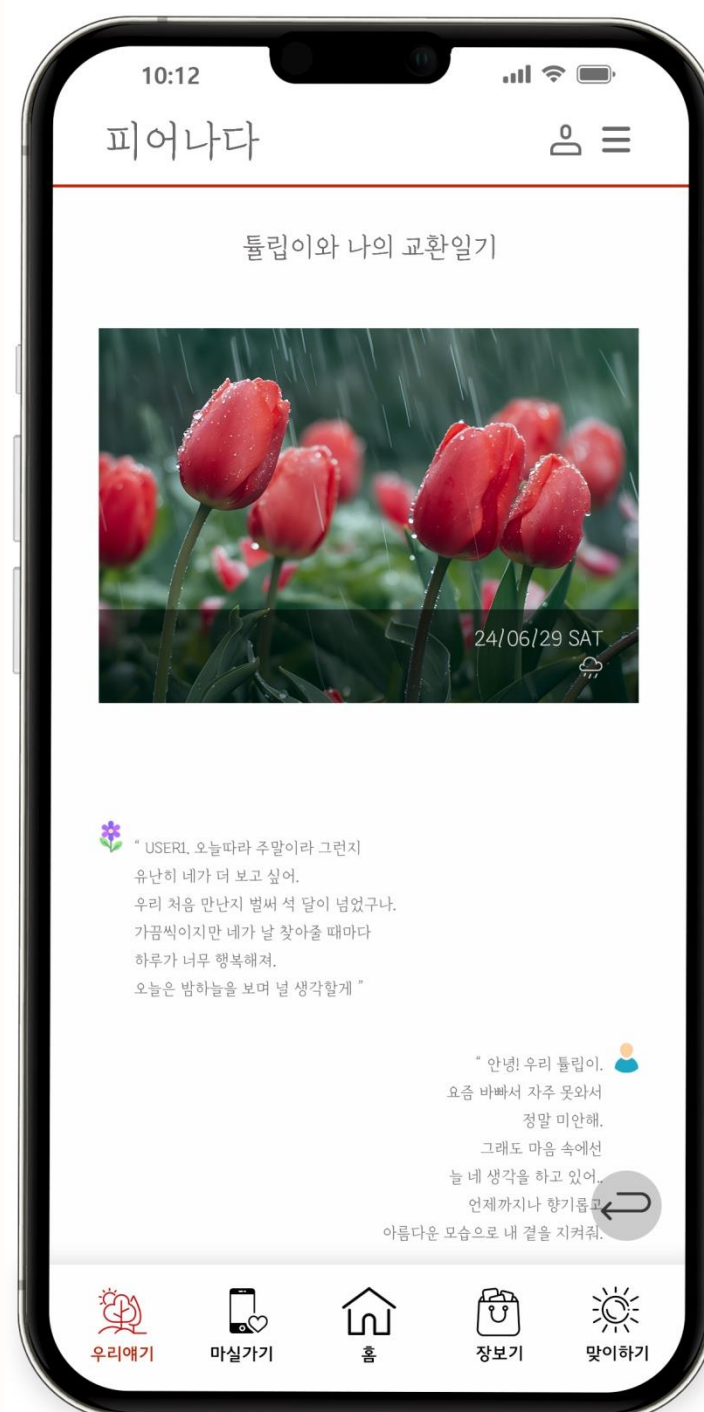 10:12
피어나다
튤립이와 나의 교환일기
24/06/29 SAT
“ USER1. 오늘따라 주말이라 그런지
유난히 네가 더 보고 싶어.
우리 처음 만난지 벌써 석 달이 넘었구나.
가끔씩이지만 네가 날 찾아줄 때마다
하루가 너무 행복해져.
오늘은 밤하늘을 보며 널 생각할게 ”
“ 안녕! 우리 튤립이.
요즘 바빠서 자주 못와서
정말 미안해.
그래도 마음 속에선
늘 네 생각을 하고 있어..
언제까지나 향기롭고
아름다운 모습으로 내 곁을 지켜줘.
우리얘기
마실가기
홈
장보기
맞이하기